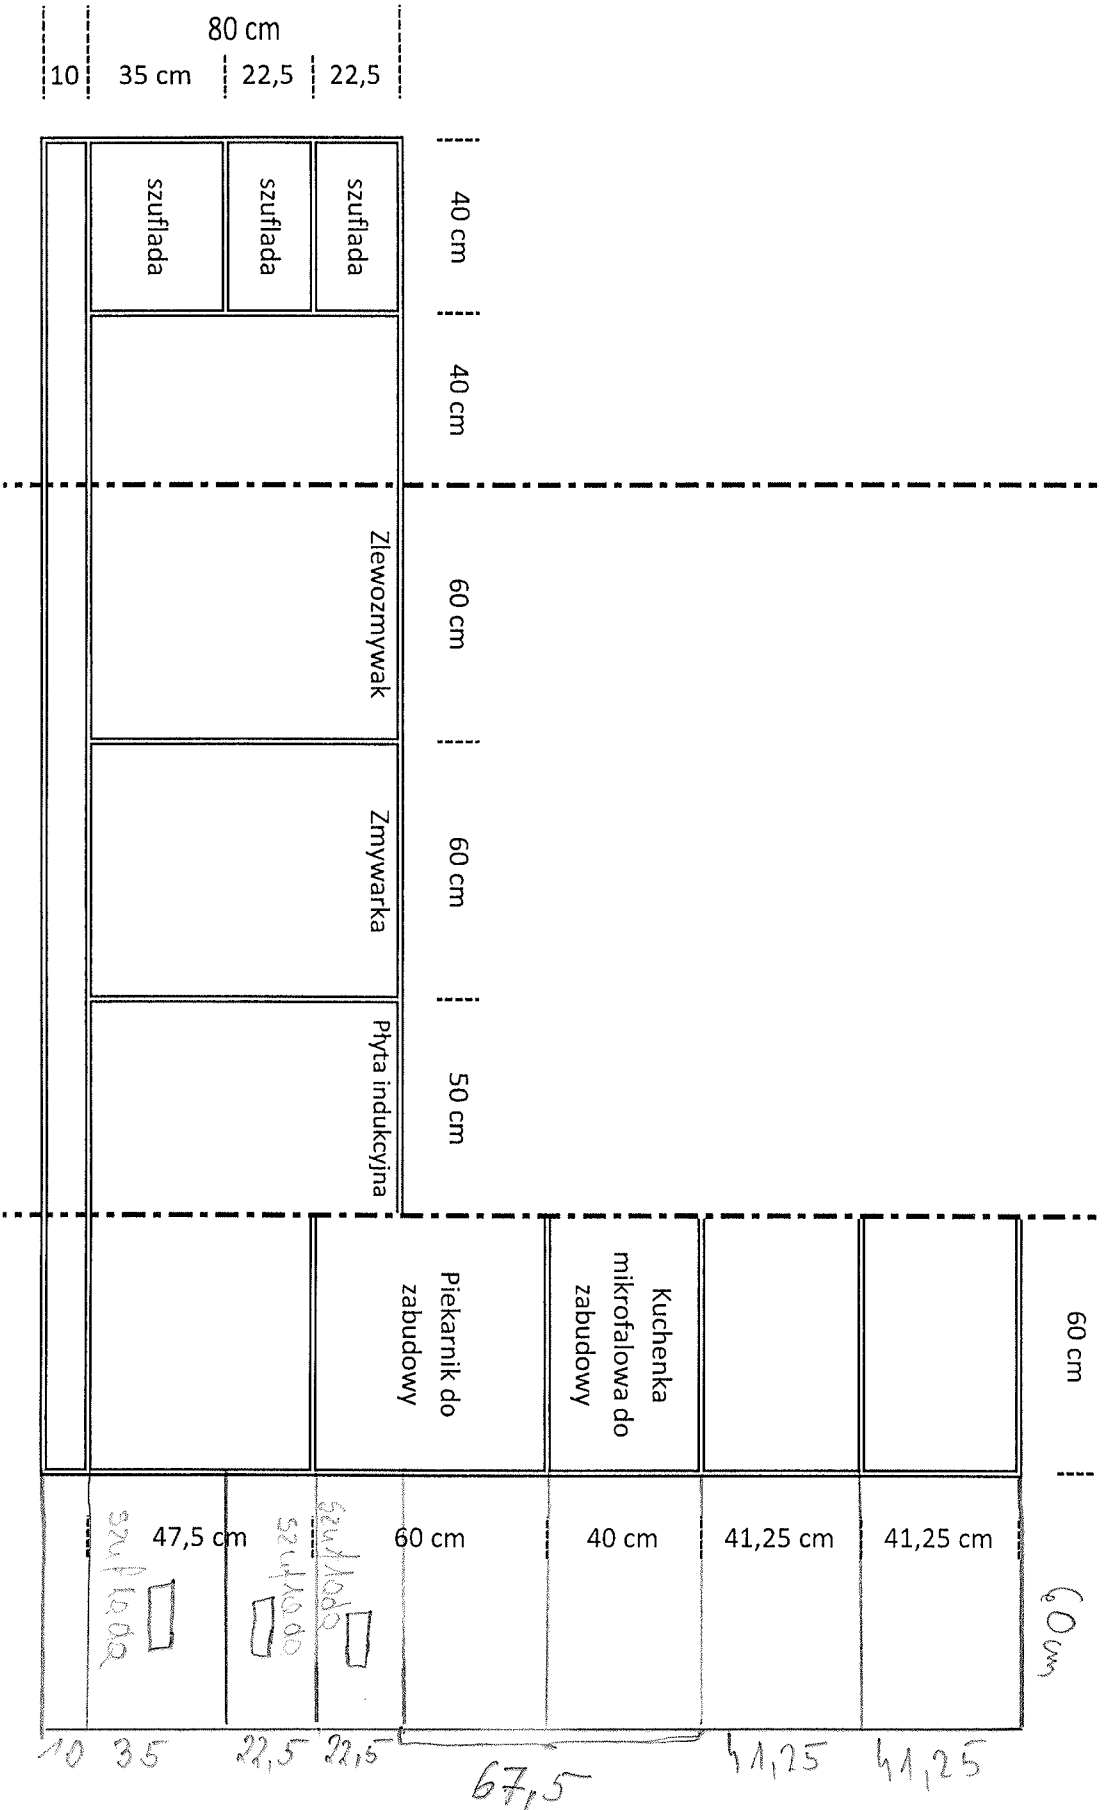 80 cm
10 35 cm 22,5 22,5
szuflada szuflada szuflada
40 cm
40 cm
Zlewozmywak
60 cm
Zmywarka
60 cm
Płyta indukcyjna
50 cm
Piekarnik do
zabudowy
Kuchenka
mikrofalowa do
zabudowy
60 cm
47,5 cm 60 cm 40 cm 41,25 cm 41,25 cm
szuflada szuflada szuflada
60 cm
10 35 22,5 22,5 67,5 41,25 41,25